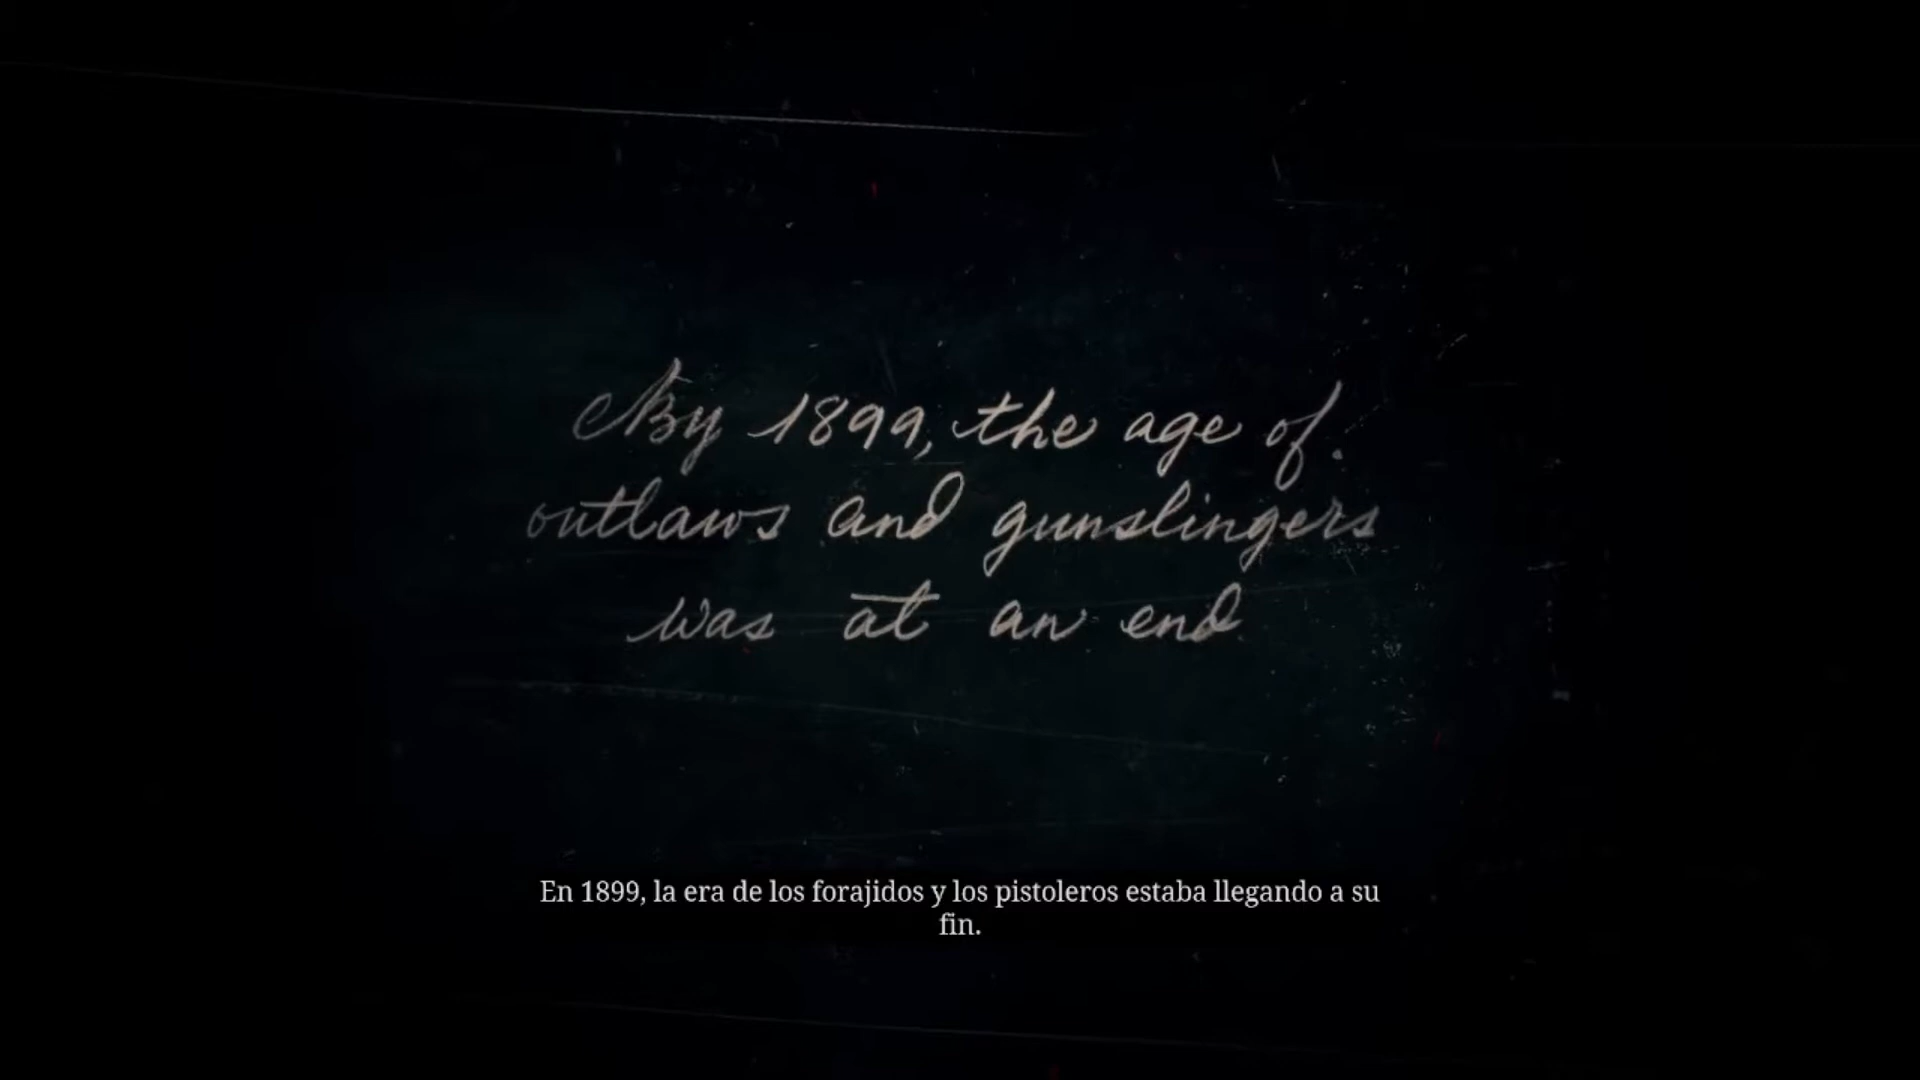 By 1899, the age of
outlaws and gunslingers
was at an end
En 1899, la era de los forajidos y los pistoleros estaba llegando a su
fin.